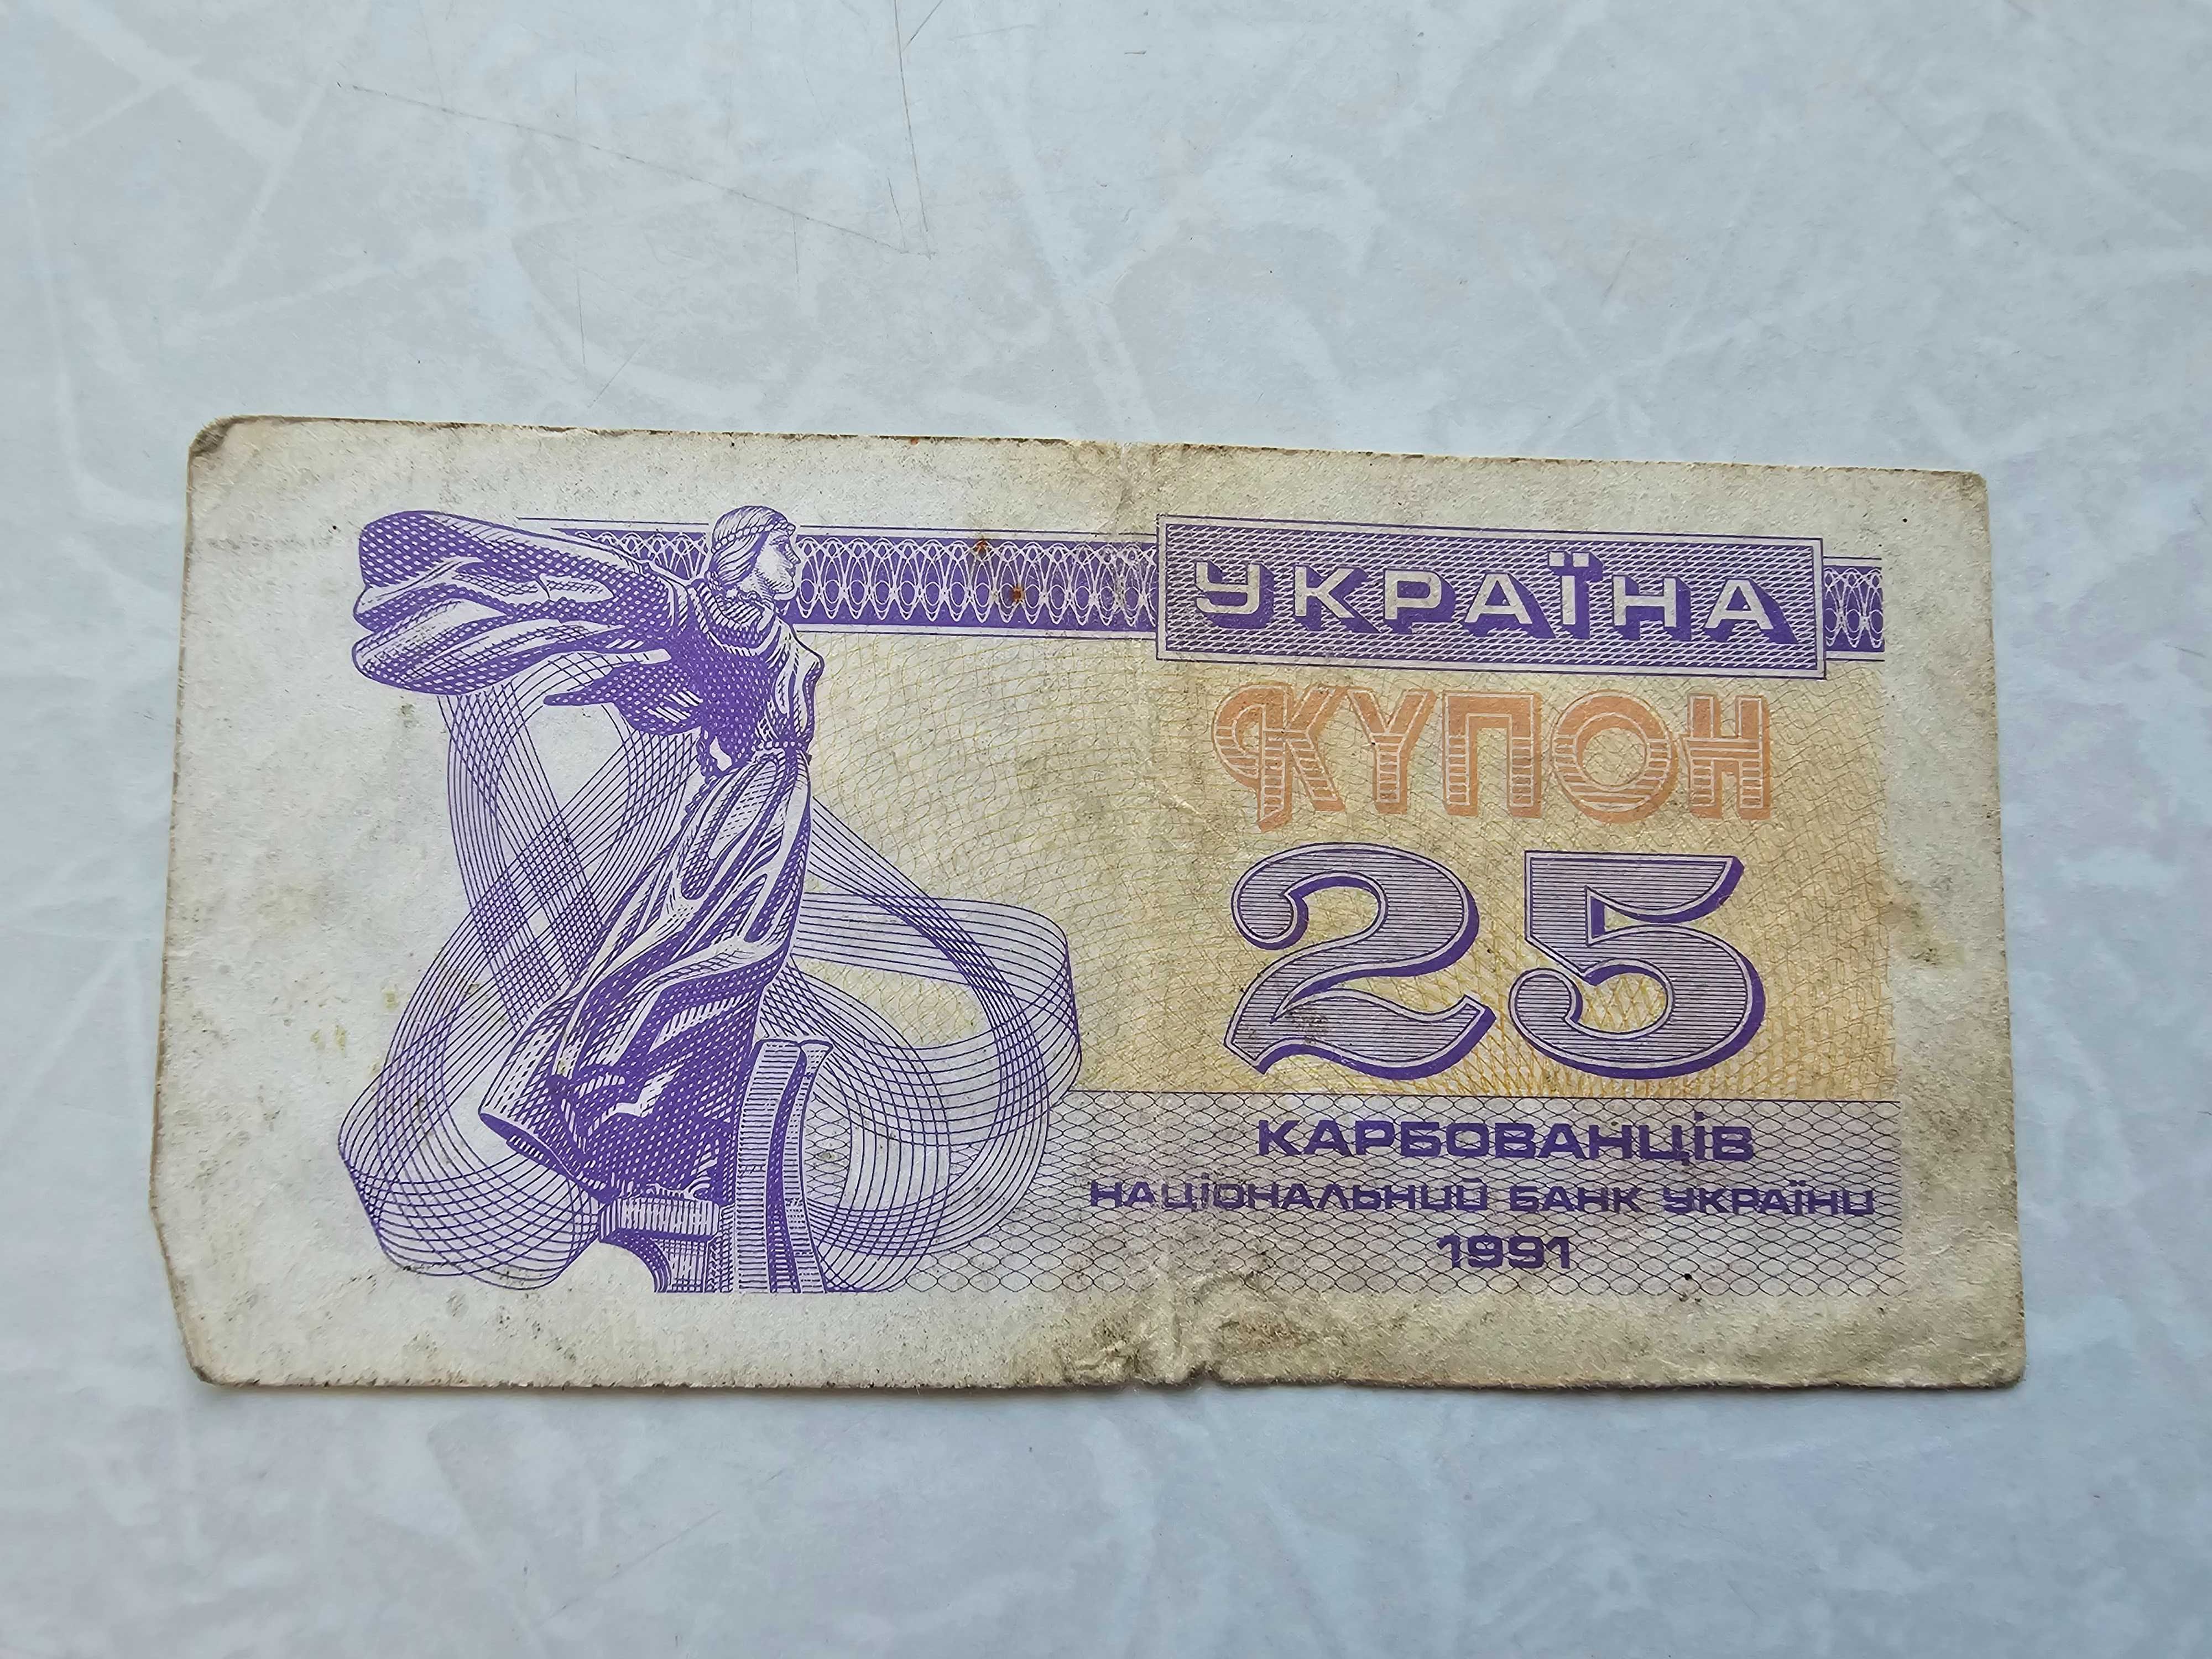 УКРАЇНА
КУПОН
25
КАРБОВАНЦІВ
НАЦІОНАЛЬНИЙ БАНК УКРАЇНИ
1991